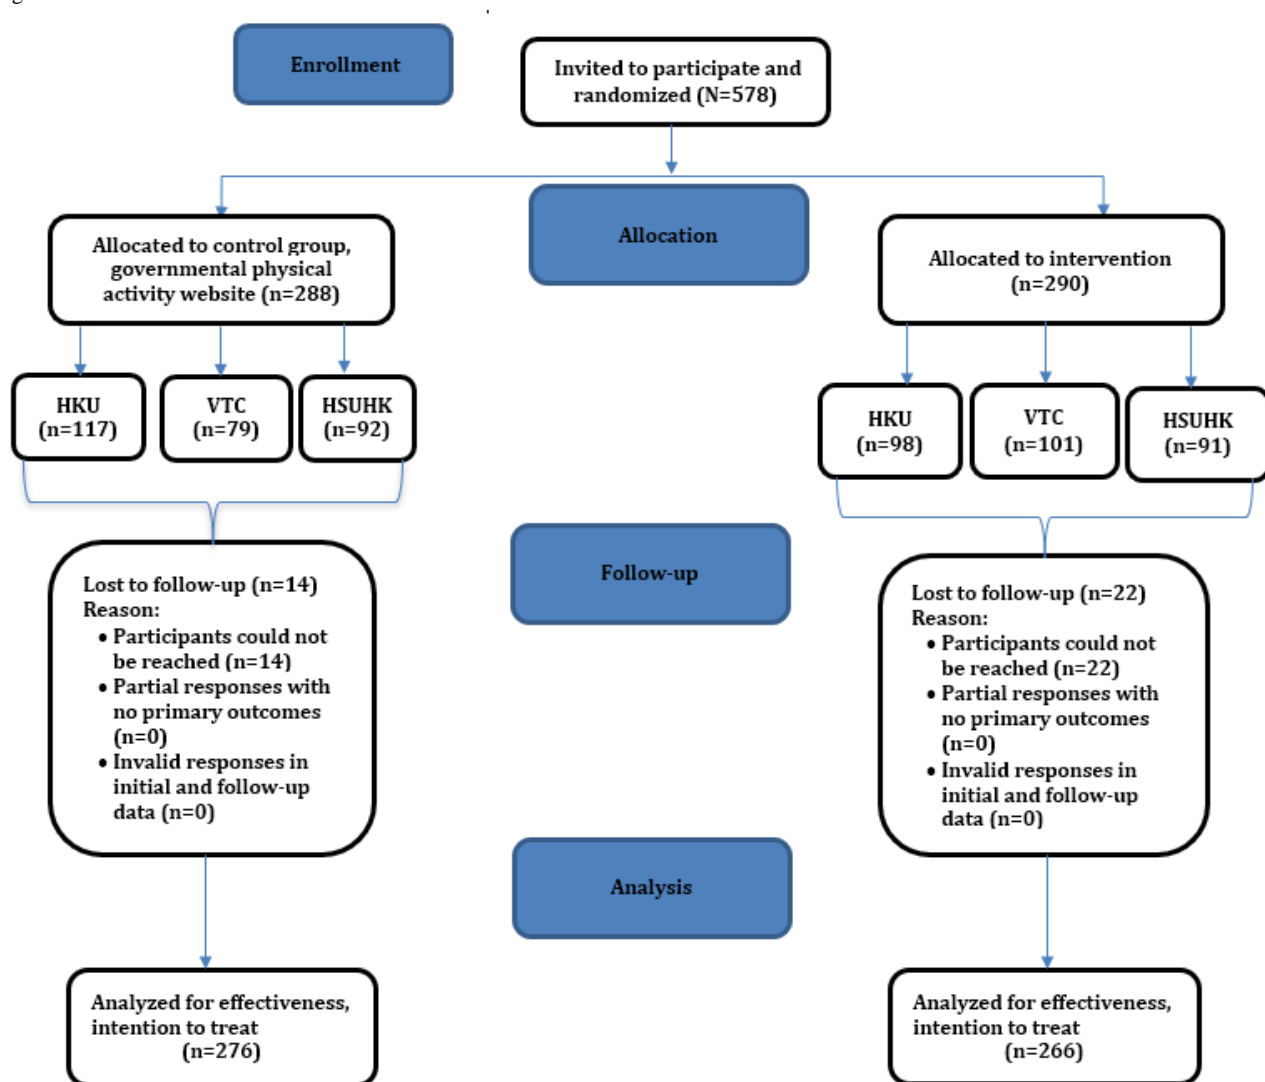 Enrollment
Invited to participate and
randomized (N=578)
Allocation
Allocated to control group,
governmental physical
activity website (n=288)
Allocated to intervention
(n=290)
HKU
(n=117)
VTC
(n=79)
HSUHK
(n=92)
HKU
(n=98)
VTC
(n=101)
HSUHK
(n=91)
Follow-up
Lost to follow-up (n=14)
Reason:
• Participants could not
be reached (n=14)
• Partial responses with
no primary outcomes
(n=0)
• Invalid responses in
initial and follow-up
data (n=0)
Lost to follow-up (n=22)
Reason:
• Participants could not
be reached (n=22)
• Partial responses with
no primary outcomes
(n=0)
• Invalid responses in
initial and follow-up
data (n=0)
Analysis
Analyzed for effectiveness,
intention to treat
(n=276)
Analyzed for effectiveness,
intention to treat
(n=266)